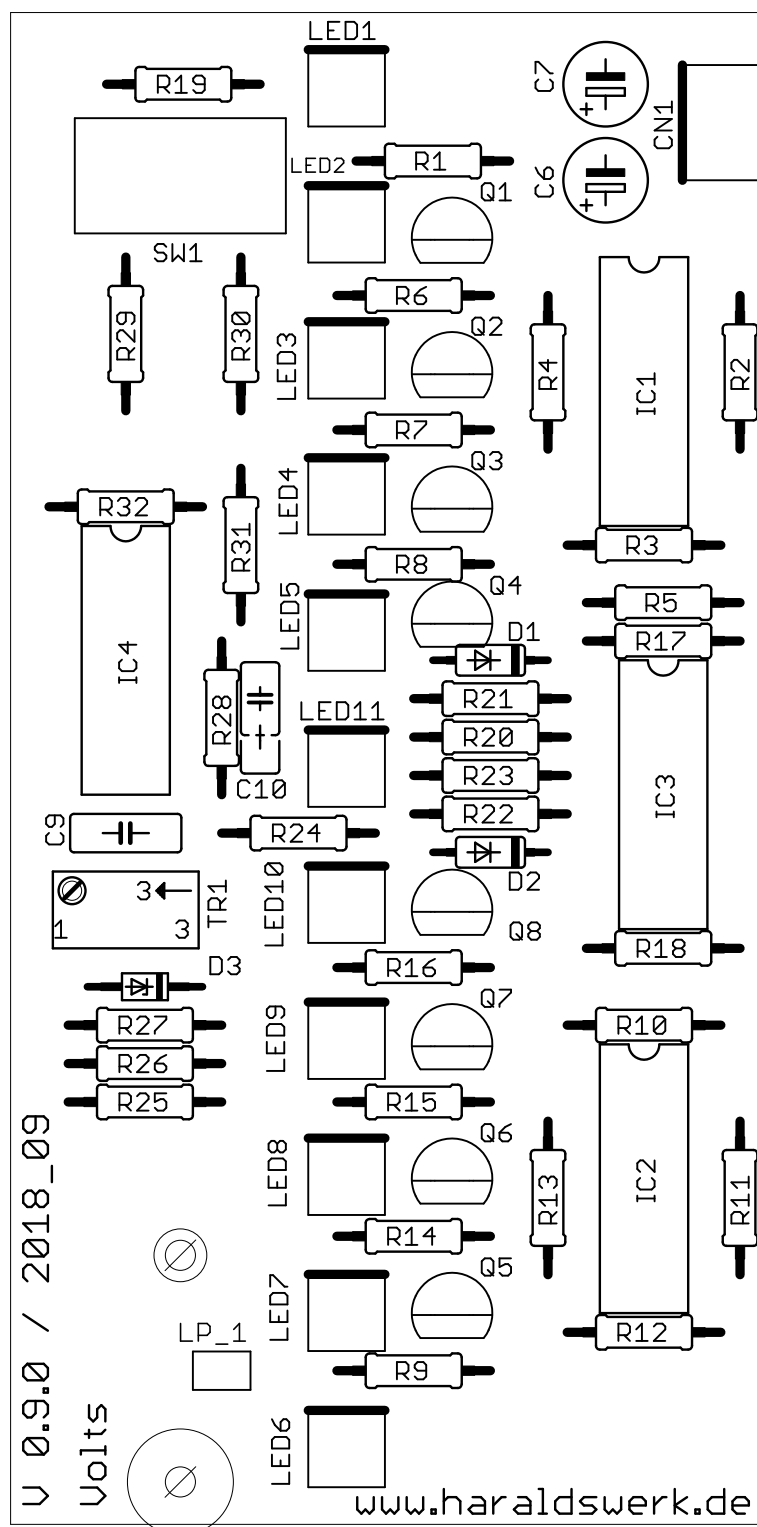 LED1
R19
C7
CN1
LED2
R1
C6
Q1
SW1
R6
R29
R30
LED3
Q2
R4
R2
IC1
R7
LED4
Q3
R32
R31
R3
R8
LED5
Q4
R5
D1
R17
IC4
R21
R28
LED11
R20
R23
IC3
C10
R22
C9
R24
D2
3
TR1
1
3
LED10
Q8
R18
R16
D3
Q7
R27
LED9
R10
R26
R25
R15
Q6
LED8
IC2
R13
R11
R14
Q5
LED7
LP_1
R12
R9
LED6
V 0.9.0 / 2018_09
Volts
www.haraldswerk.de